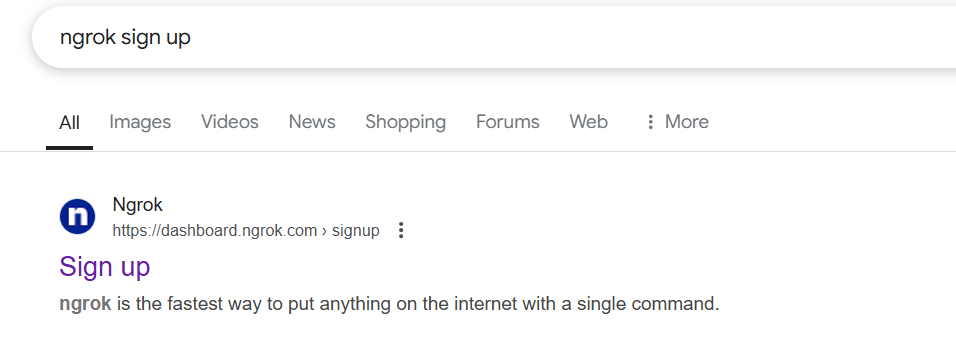 ngrok sign up
All Images Videos News Shopping Forums Web More
n
Ngrok
https://dashboard.ngrok.com › signup
Sign up
ngrok is the fastest way to put anything on the internet with a single command.